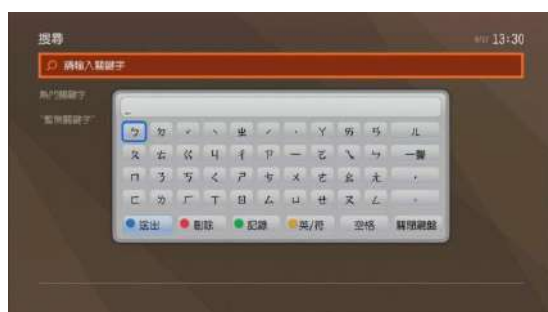 搜尋
13:30
請輸入關鍵字
熱門關鍵字
"暫無關鍵字"
ㄅ ㄉ ˇ ˋ ㄓ ˊ ˙ ㄚ ㄞ ㄢ ㄦ
ㄆ ㄊ ㄍ ㄐ ㄔ ㄗ ㄧ ㄛ ㄟ ㄣ 一聲
ㄇ ㄋ ㄎ ㄑ ㄕ ㄘ ㄨ ㄜ ㄠ ㄤ
ㄈ ㄌ ㄏ ㄒ ㄖ ㄙ ㄩ ㄝ ㄡ ㄥ
送出 刪除 記錄 英/符 空格 關閉鍵盤